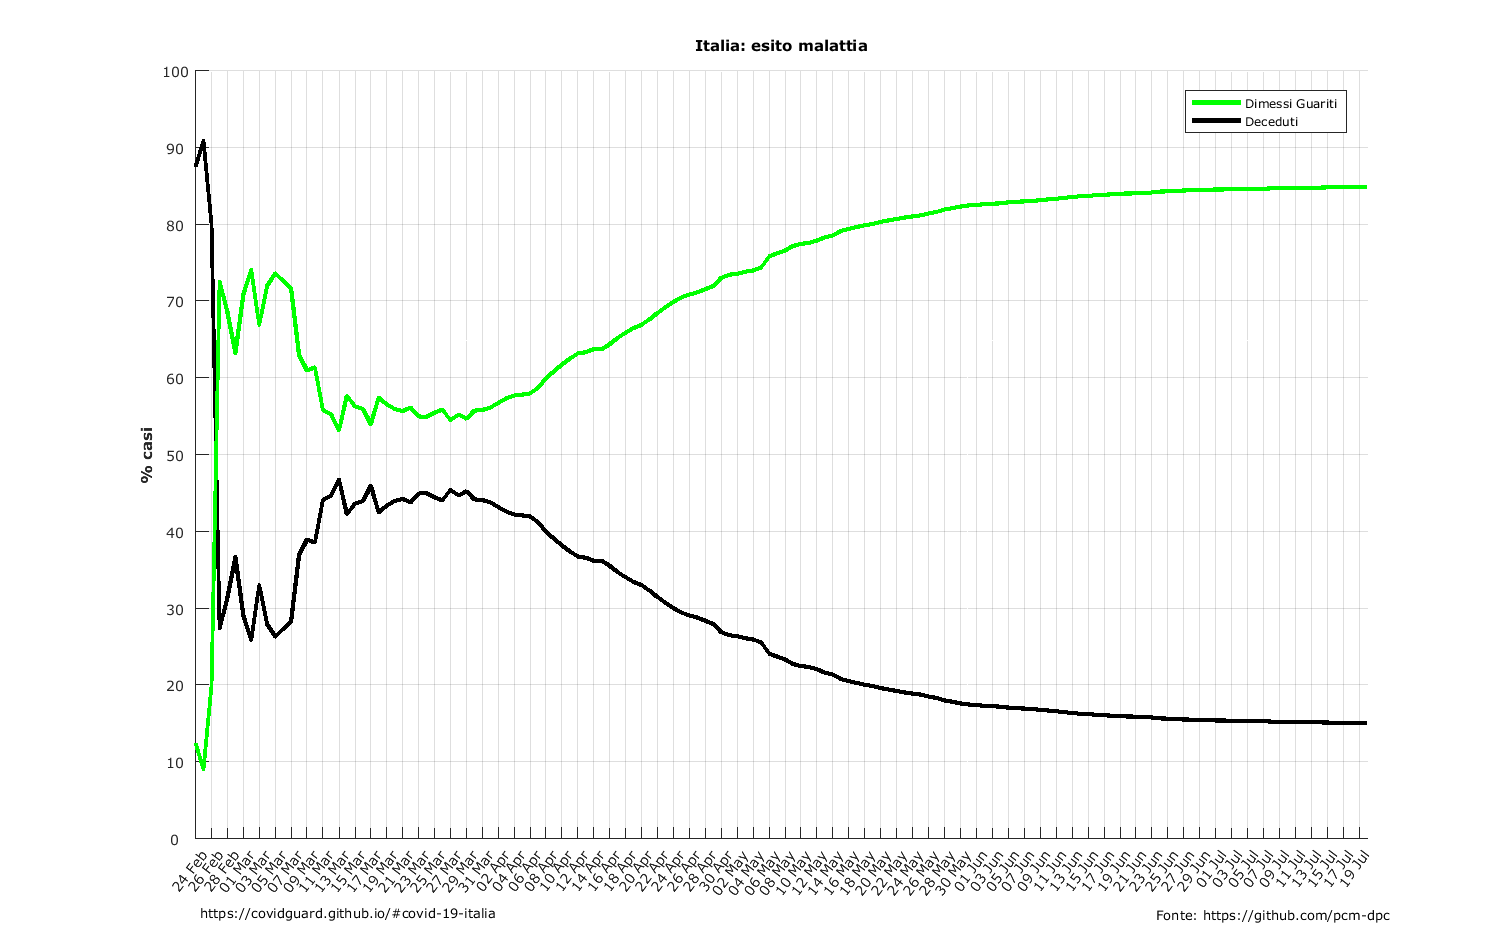 Italia: esito malattia
Dimessi Guariti
Deceduti
% casi
100
90
80
70
60
50
40
30
20
10
0
24 Feb
26 Feb
28 Feb
01 Mar
03 Mar
05 Mar
07 Mar
09 Mar
11 Mar
13 Mar
15 Mar
17 Mar
19 Mar
21 Mar
23 Mar
25 Mar
27 Mar
29 Mar
31 Mar
02 Apr
04 Apr
06 Apr
08 Apr
10 Apr
12 Apr
14 Apr
16 Apr
18 Apr
20 Apr
22 Apr
24 Apr
26 Apr
28 Apr
30 Apr
02 May
04 May
06 May
08 May
10 May
12 May
14 May
16 May
18 May
20 May
22 May
24 May
26 May
28 May
30 May
01 Jun
03 Jun
05 Jun
07 Jun
09 Jun
11 Jun
13 Jun
15 Jun
17 Jun
19 Jun
21 Jun
23 Jun
25 Jun
27 Jun
29 Jun
01 Jul
03 Jul
05 Jul
07 Jul
09 Jul
11 Jul
13 Jul
15 Jul
17 Jul
19 Jul
https://covidguard.github.io/#covid-19-italia
Fonte: https://github.com/pcm-dpc